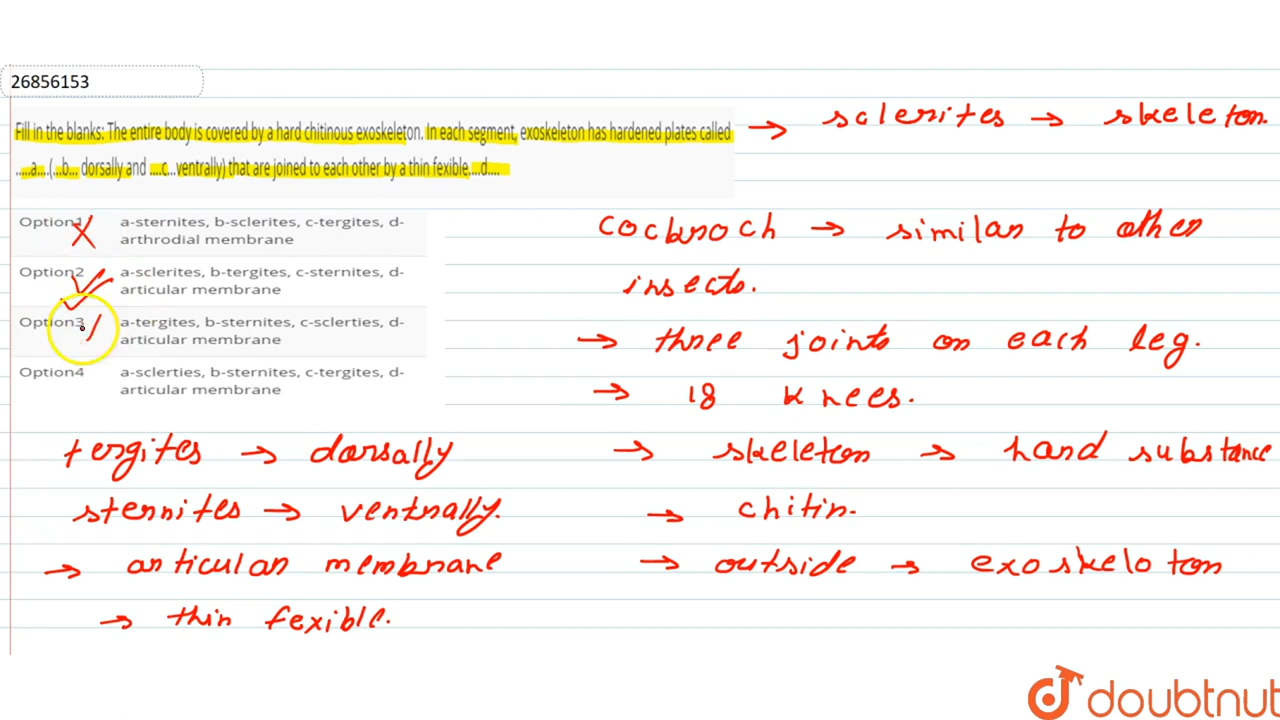 26856153
Fill in the blanks: The entire body is covered by a hard chitinous exoskeleton. In each segment, exoskeleton has hardened plates called
.....a....(...b... dorsally and ....c...ventrally) that are joined to each other by a thin fexible....d....
→ sclerites → skeleton.
Option1 a-sternites, b-sclerites, c-tergites, d-
arthrodial membrane
Option2 a-sclerites, b-tergites, c-sternites, d-
articular membrane
Option3 a-tergites, b-sternites, c-sclerties, d-
articular membrane
Option4 a-sclerties, b-sternites, c-tergites, d-
articular membrane
tergites → dorsally
sternites → ventrally.
→ articular membrane
→ thin fexible.
cockroach → similar to other
insects.
→ three joints on each leg.
→ 18 knees.
→ skeleton → hard substance
→ chitin.
→ outside → exoskeloton
doubtnut